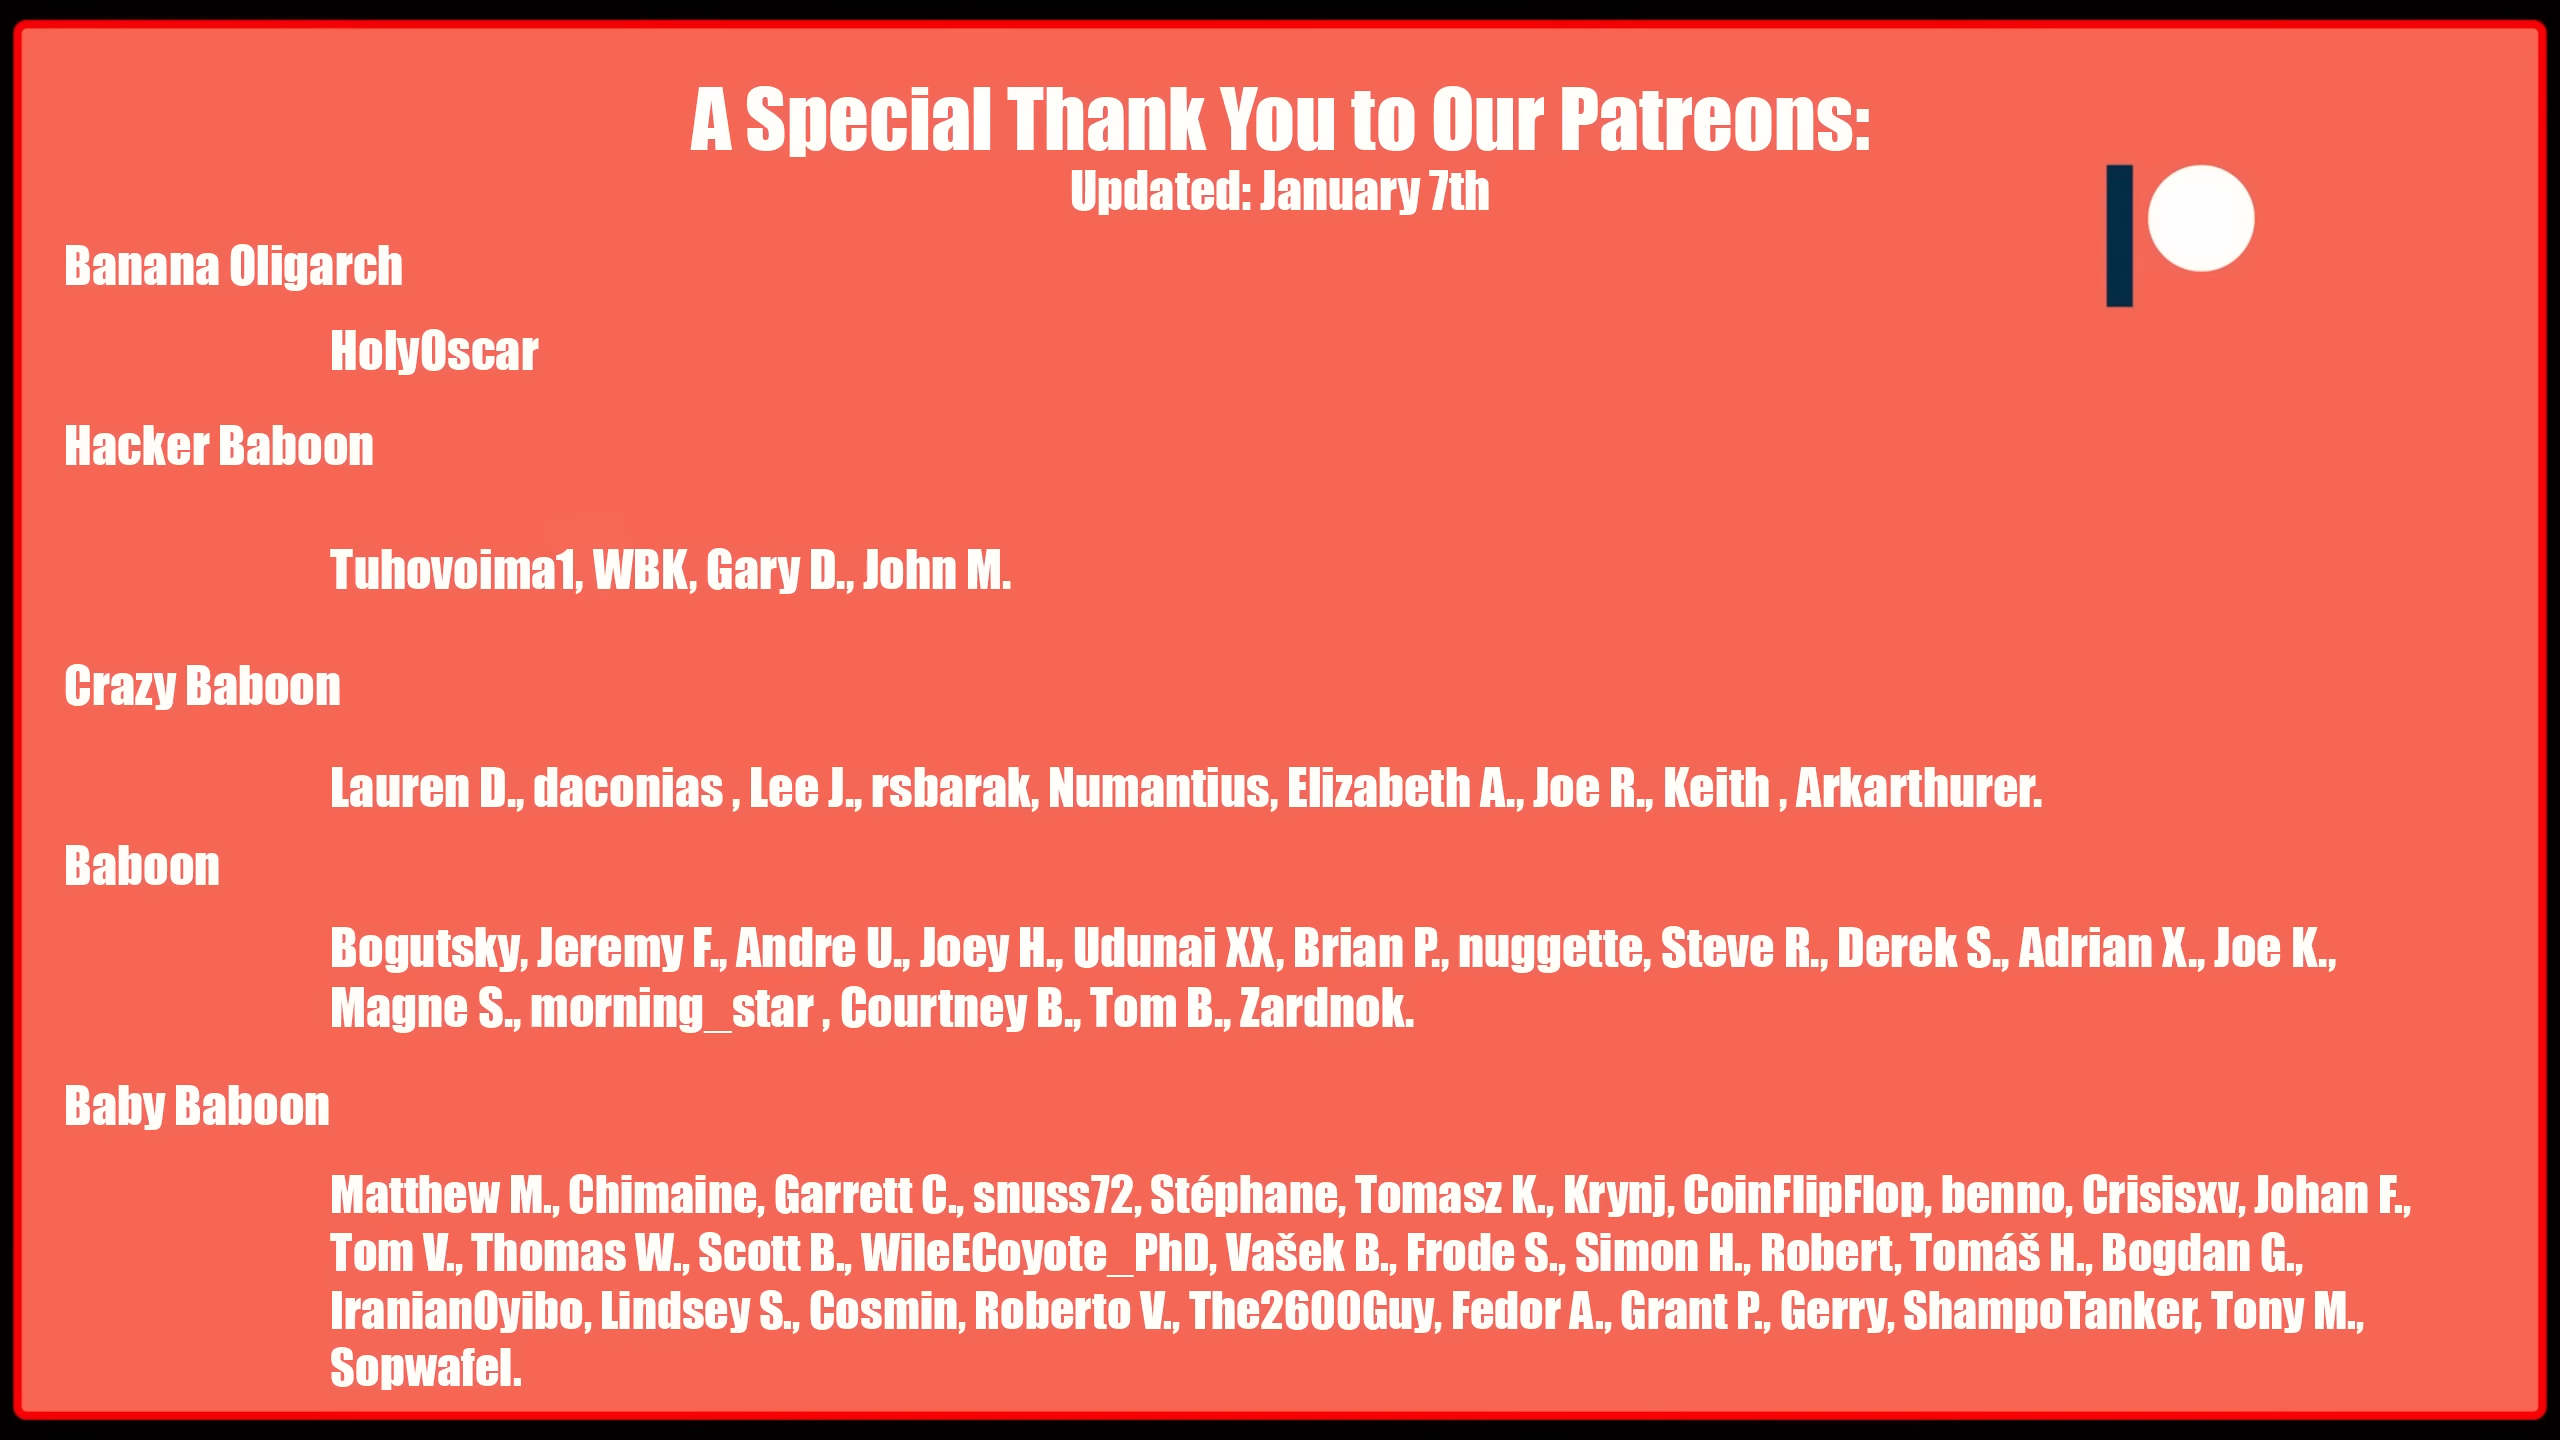 A Special Thank You to Our Patreons:
Updated: January 7th
Banana Oligarch
HolyOscar
Hacker Baboon
Tuhovoima1, WBK, Gary D., John M.
Crazy Baboon
Lauren D., daconias , Lee J., rsbarak, Numantius, Elizabeth A., Joe R., Keith , Arkarthurer.
Baboon
Bogutsky, Jeremy F., Andre U., Joey H., Udunai XX, Brian P., nuggette, Steve R., Derek S., Adrian X., Joe K.,
Magne S., morning_star , Courtney B., Tom B., Zardnok.
Baby Baboon
Matthew M., Chimaine, Garrett C., snuss72, Stéphane, Tomasz K., Krynj, CoinFlipFlop, benno, Crisisxv, Johan F.,
Tom V., Thomas W., Scott B., WileECoyote_PhD, Vašek B., Frode S., Simon H., Robert, Tomáš H., Bogdan G.,
IranianOyibo, Lindsey S., Cosmin, Roberto V., The2600Guy, Fedor A., Grant P., Gerry, ShampoTanker, Tony M.,
Sopwafel.